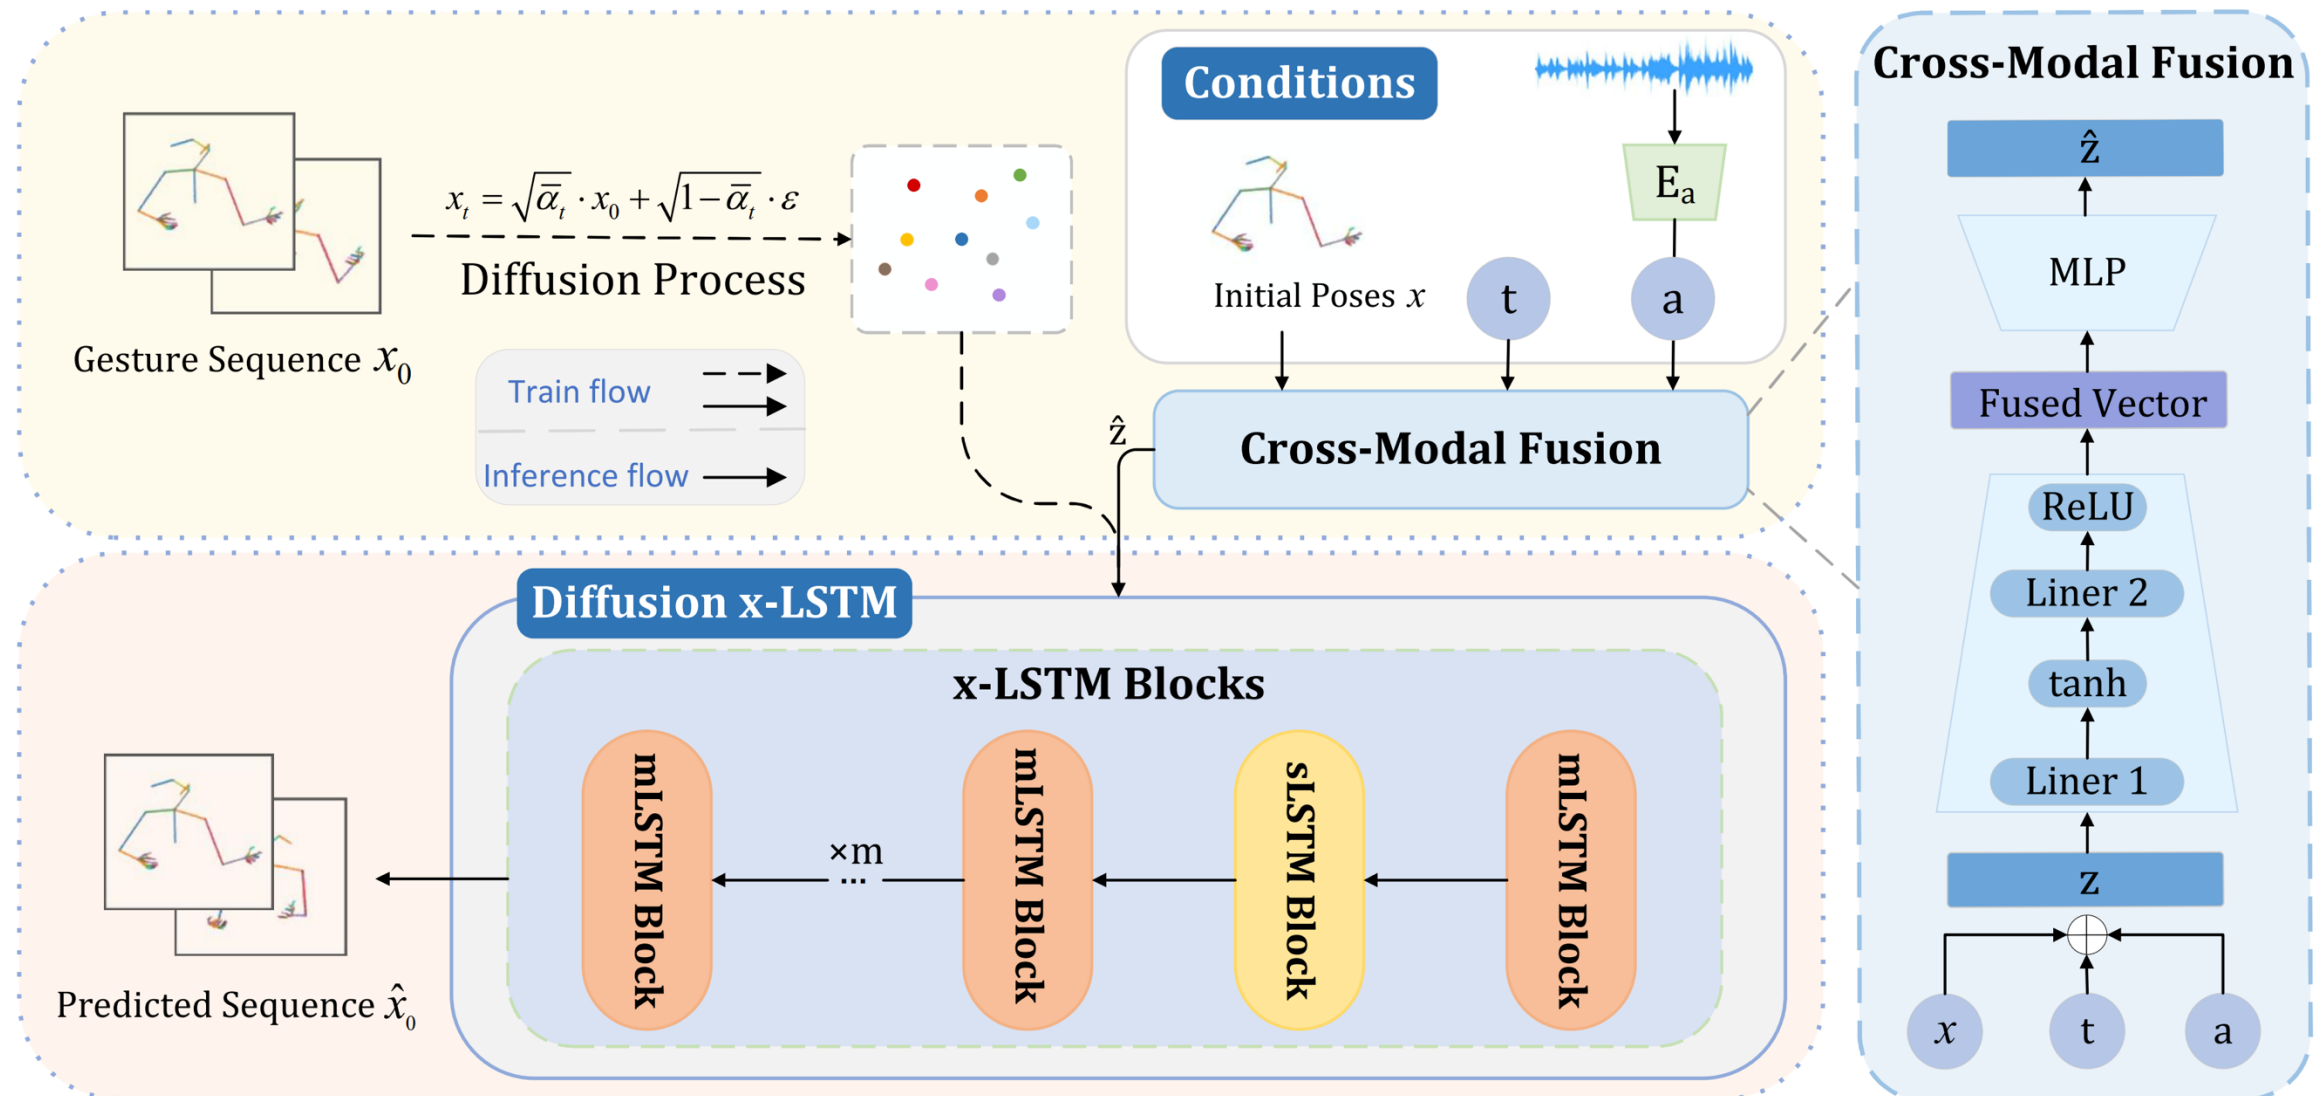 Conditions
E_a
x_t = √ᾱ_t · x_0 + √1−ᾱ_t · ε
Diffusion Process
Gesture Sequence x_0
Initial Poses x
t
a
Train flow
Inference flow
ẑ
Cross-Modal Fusion
Diffusion x-LSTM
x-LSTM Blocks
mLSTM Block
×m
...
mLSTM Block
sLSTM Block
mLSTM Block
Predicted Sequence x̂_0
Cross-Modal Fusion
ẑ
MLP
Fused Vector
ReLU
Liner 2
tanh
Liner 1
z
x
t
a